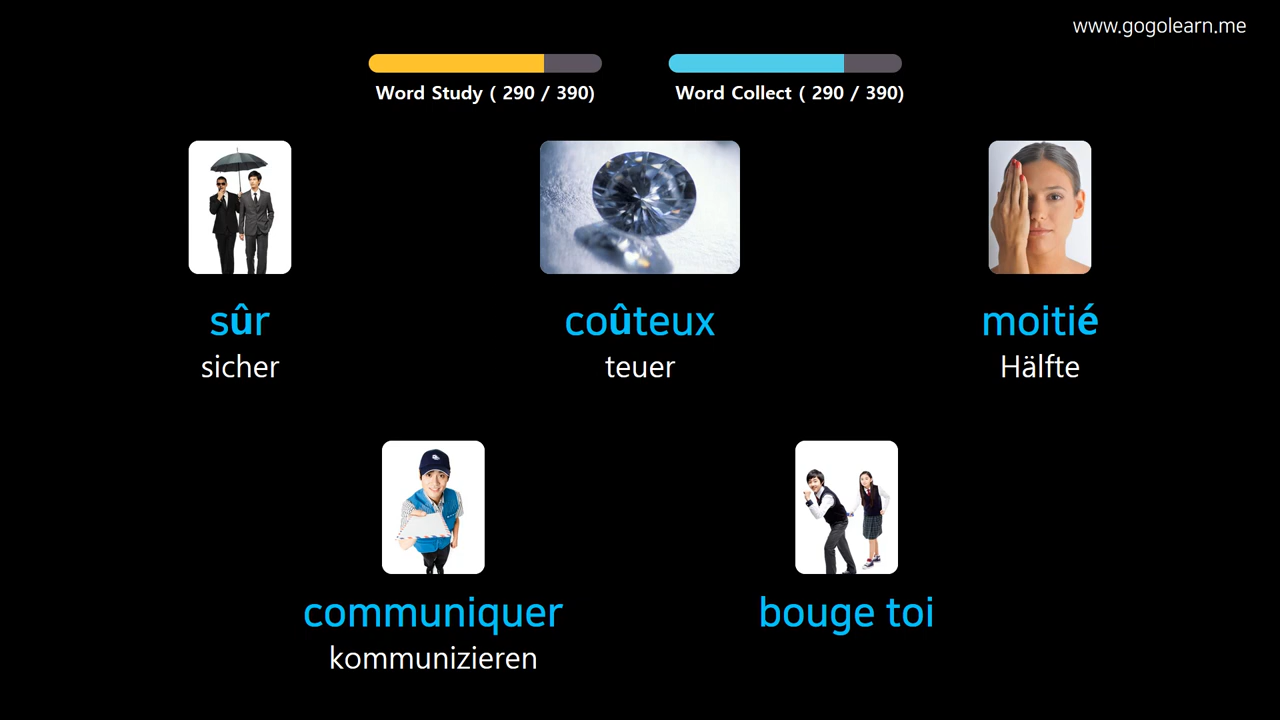 www.gogolearn.me
Word Study ( 290 / 390)
Word Collect ( 290 / 390)
sûr
sicher
coûteux
teuer
moitié
Hälfte
communiquer
kommunizieren
bouge toi